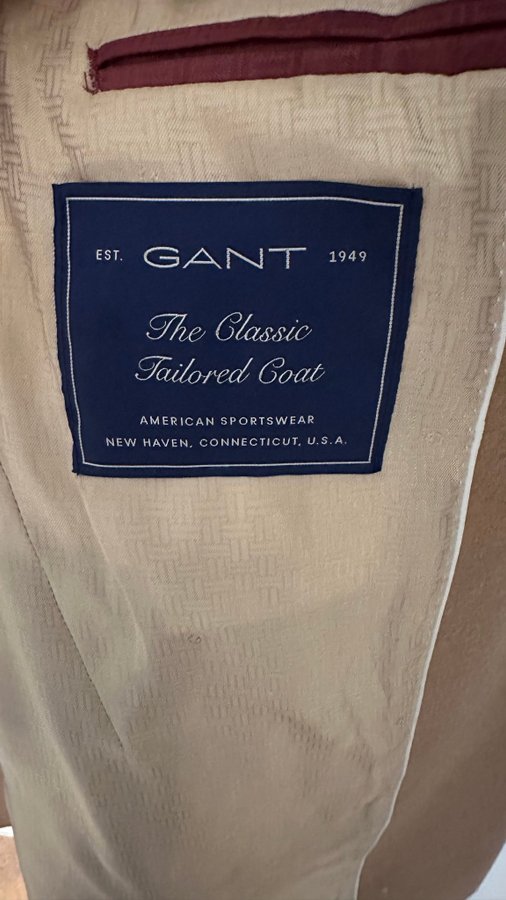 EST. GANT 1949
The Classic
Tailored Coat
AMERICAN SPORTSWEAR
NEW HAVEN, CONNECTICUT, U.S.A.